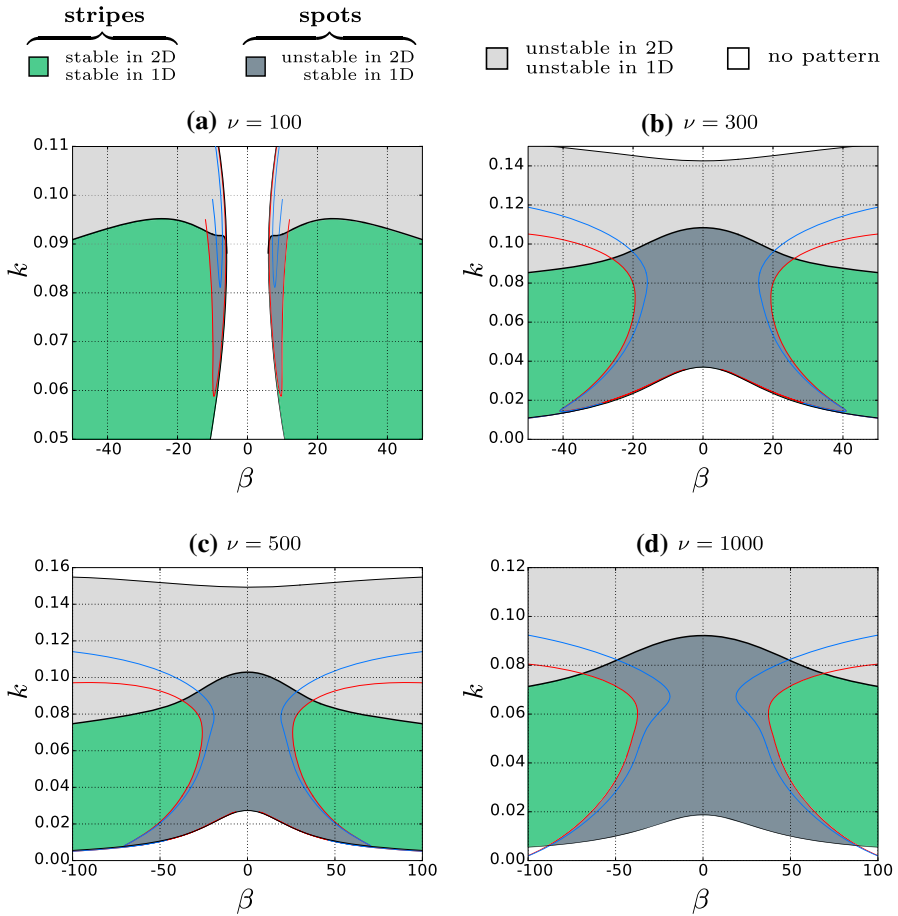 stripes
spots
stable in 2D
stable in 1D
unstable in 2D
stable in 1D
unstable in 2D
unstable in 1D
no pattern
(a) ν = 100
0.11
0.10
0.09
0.08
0.07
0.06
0.05
k
-40 -20 0 20 40
β
(b) ν = 300
0.14
0.12
0.10
0.08
0.06
0.04
0.02
0.00
k
-40 -20 0 20 40
β
(c) ν = 500
0.16
0.14
0.12
0.10
0.08
0.06
0.04
0.02
0.00
k
-100 -50 0 50 100
β
(d) ν = 1000
0.12
0.10
0.08
0.06
0.04
0.02
0.00
k
-100 -50 0 50 100
β